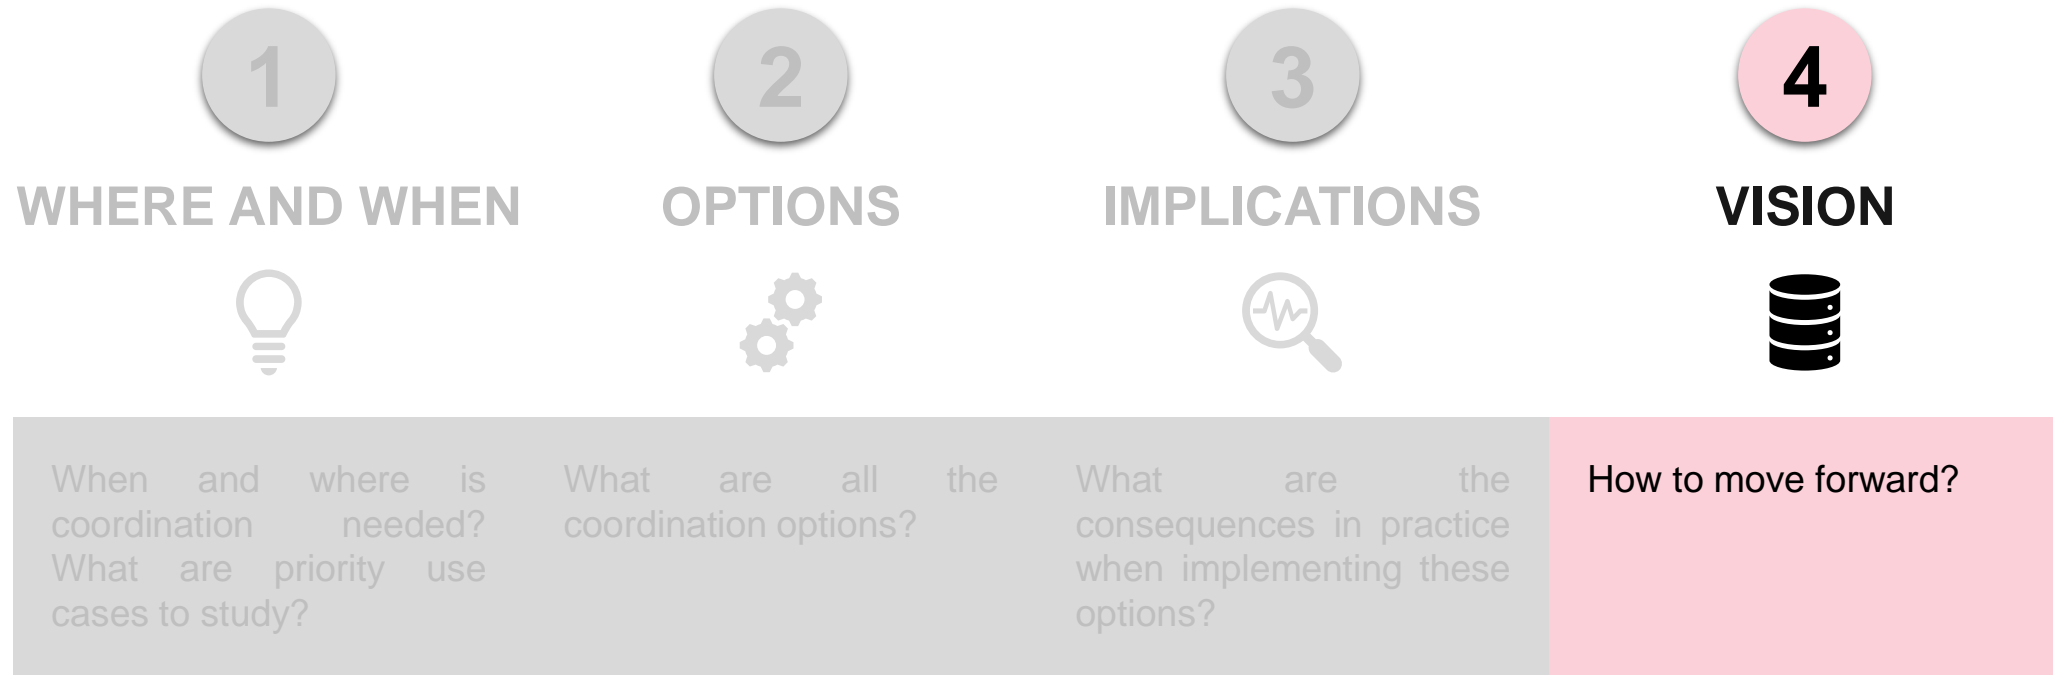 1
WHERE AND WHEN
When and where is
coordination needed?
What are priority use
cases to study?
2
OPTIONS
What are all the
coordination options?
3
IMPLICATIONS
What are the
consequences in practice
when implementing these
options?
4
VISION
How to move forward?